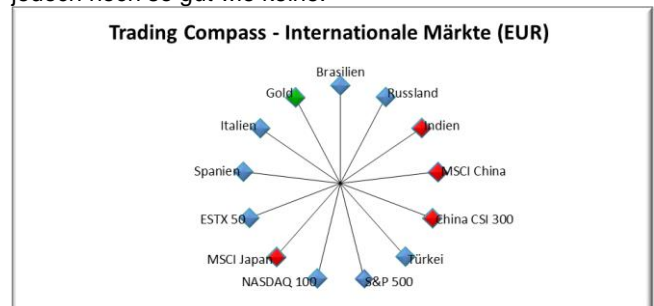 jedoch noch so gut wie keine.
Trading Compass - Internationale Märkte (EUR)
Brasilien
Gold
Russland
Italien
Indien
Spanien
MSCI China
ESTX 50
China CSI 300
MSCI Japan
Türkei
NASDAQ 100
S&P 500